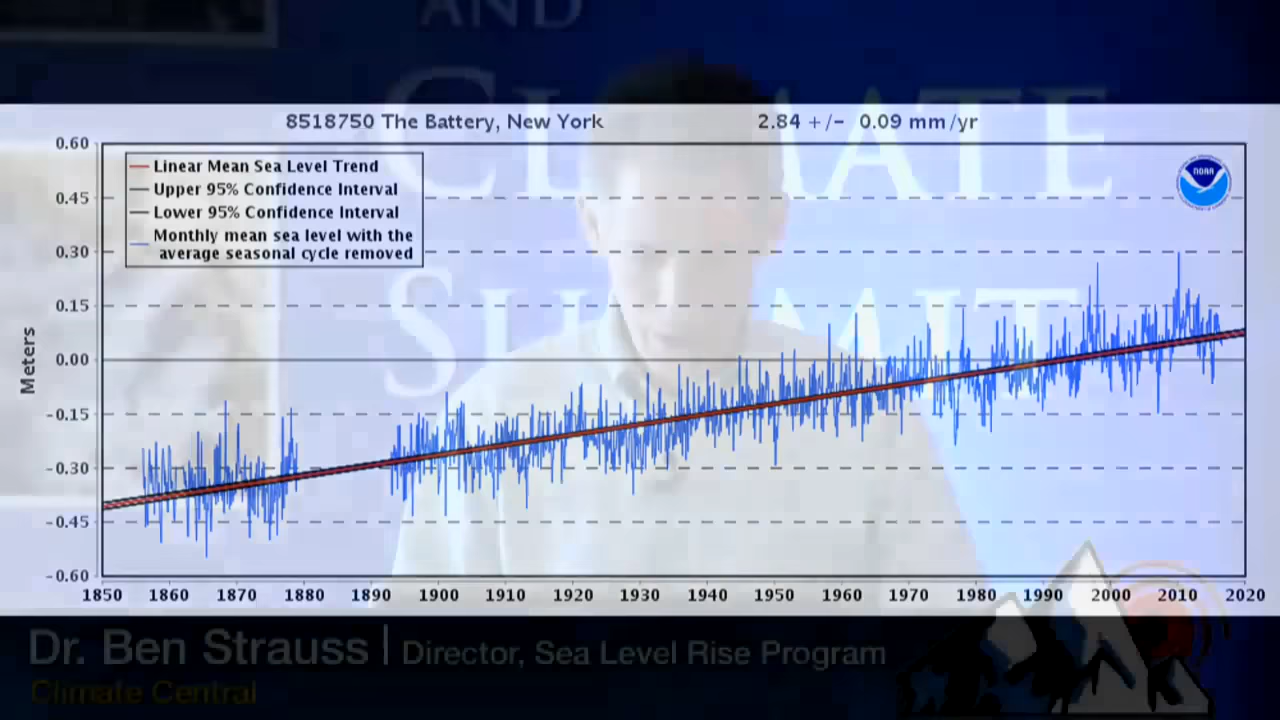 AND
CLIMATE
SUMMIT
8518750 The Battery, New York 2.84 +/- 0.09 mm/yr
Linear Mean Sea Level Trend
Upper 95% Confidence Interval
Lower 95% Confidence Interval
Monthly mean sea level with the
average seasonal cycle removed
NOAA
Meters
0.60
0.45
0.30
0.15
0.00
-0.15
-0.30
-0.45
-0.60
1850 1860 1870 1880 1890 1900 1910 1920 1930 1940 1950 1960 1970 1980 1990 2000 2010 2020
Dr. Ben Strauss | Director, Sea Level Rise Program
Climate Central